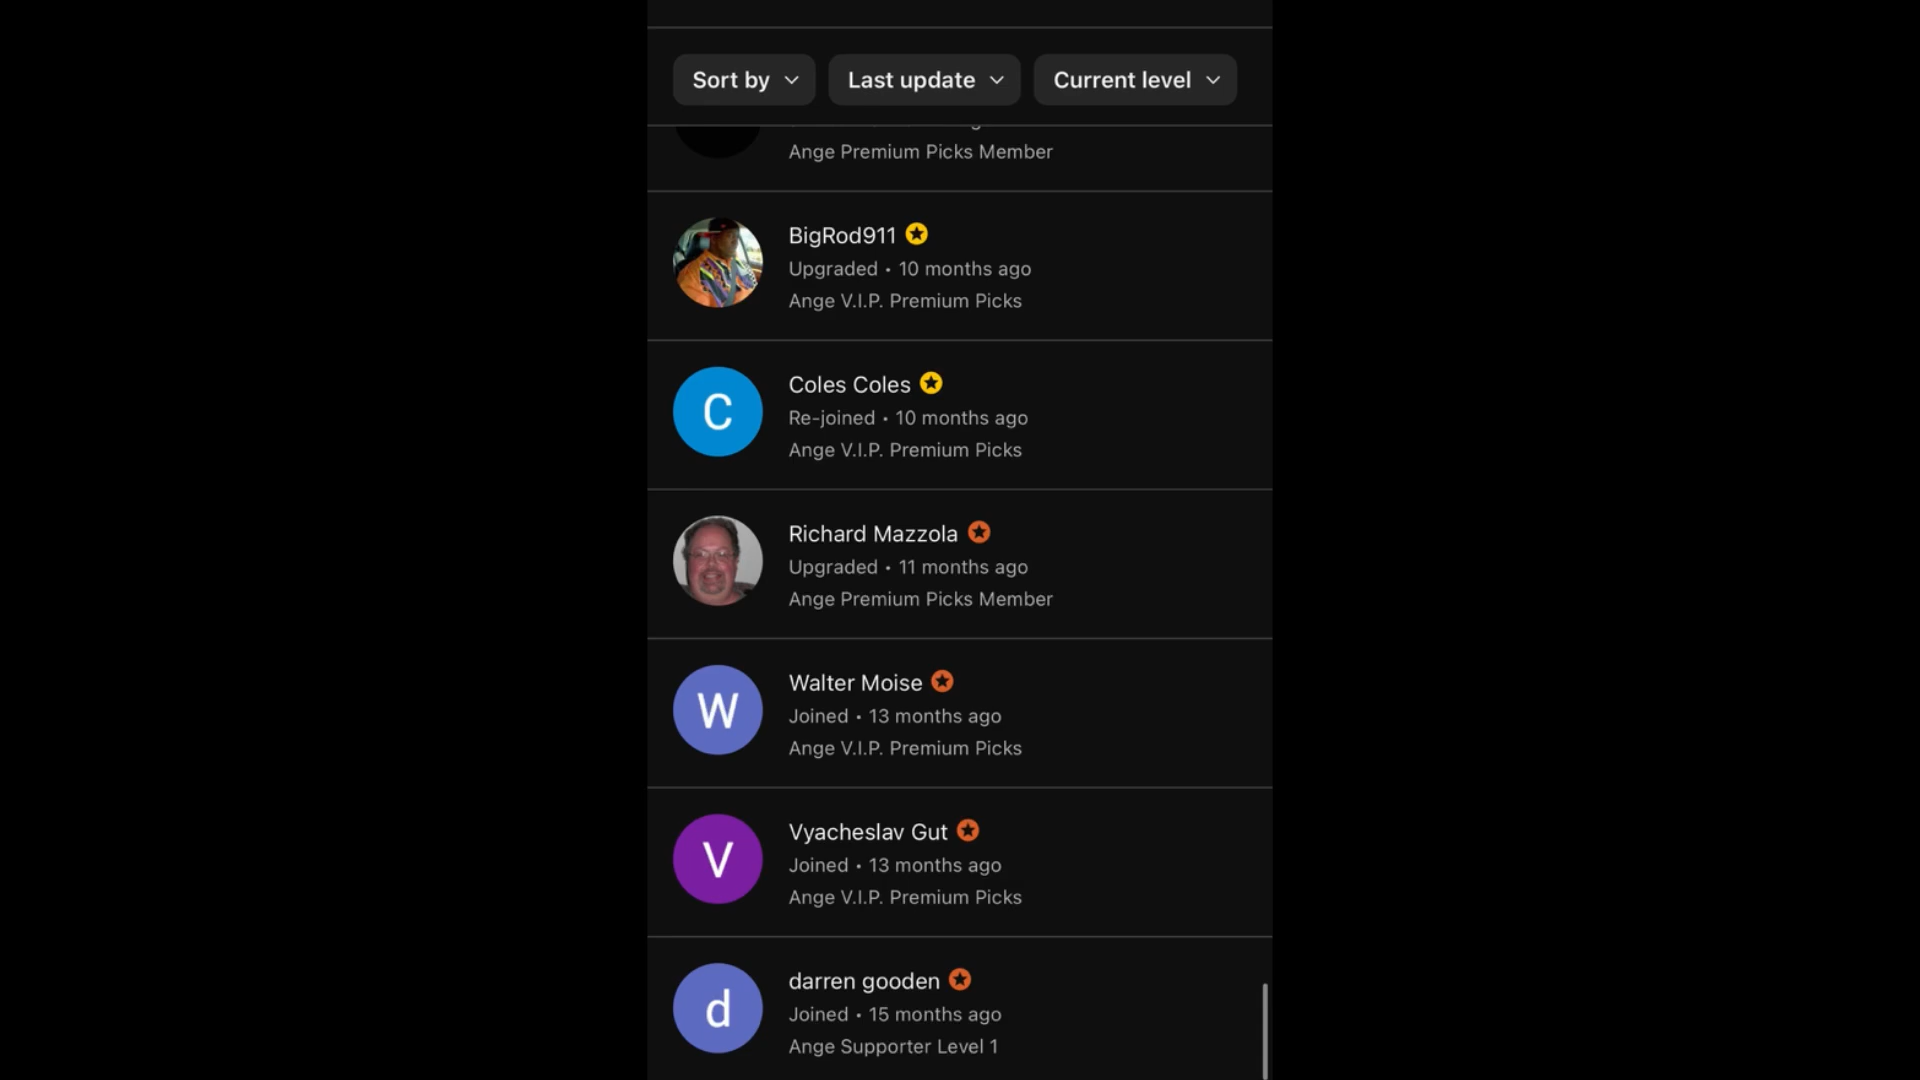 Sort by
Last update
Current level
Ange Premium Picks Member
BigRod911
Upgraded • 10 months ago
Ange V.I.P. Premium Picks
C
Coles Coles
Re-joined • 10 months ago
Ange V.I.P. Premium Picks
Richard Mazzola
Upgraded • 11 months ago
Ange Premium Picks Member
W
Walter Moise
Joined • 13 months ago
Ange V.I.P. Premium Picks
V
Vyacheslav Gut
Joined • 13 months ago
Ange V.I.P. Premium Picks
d
darren gooden
Joined • 15 months ago
Ange Supporter Level 1